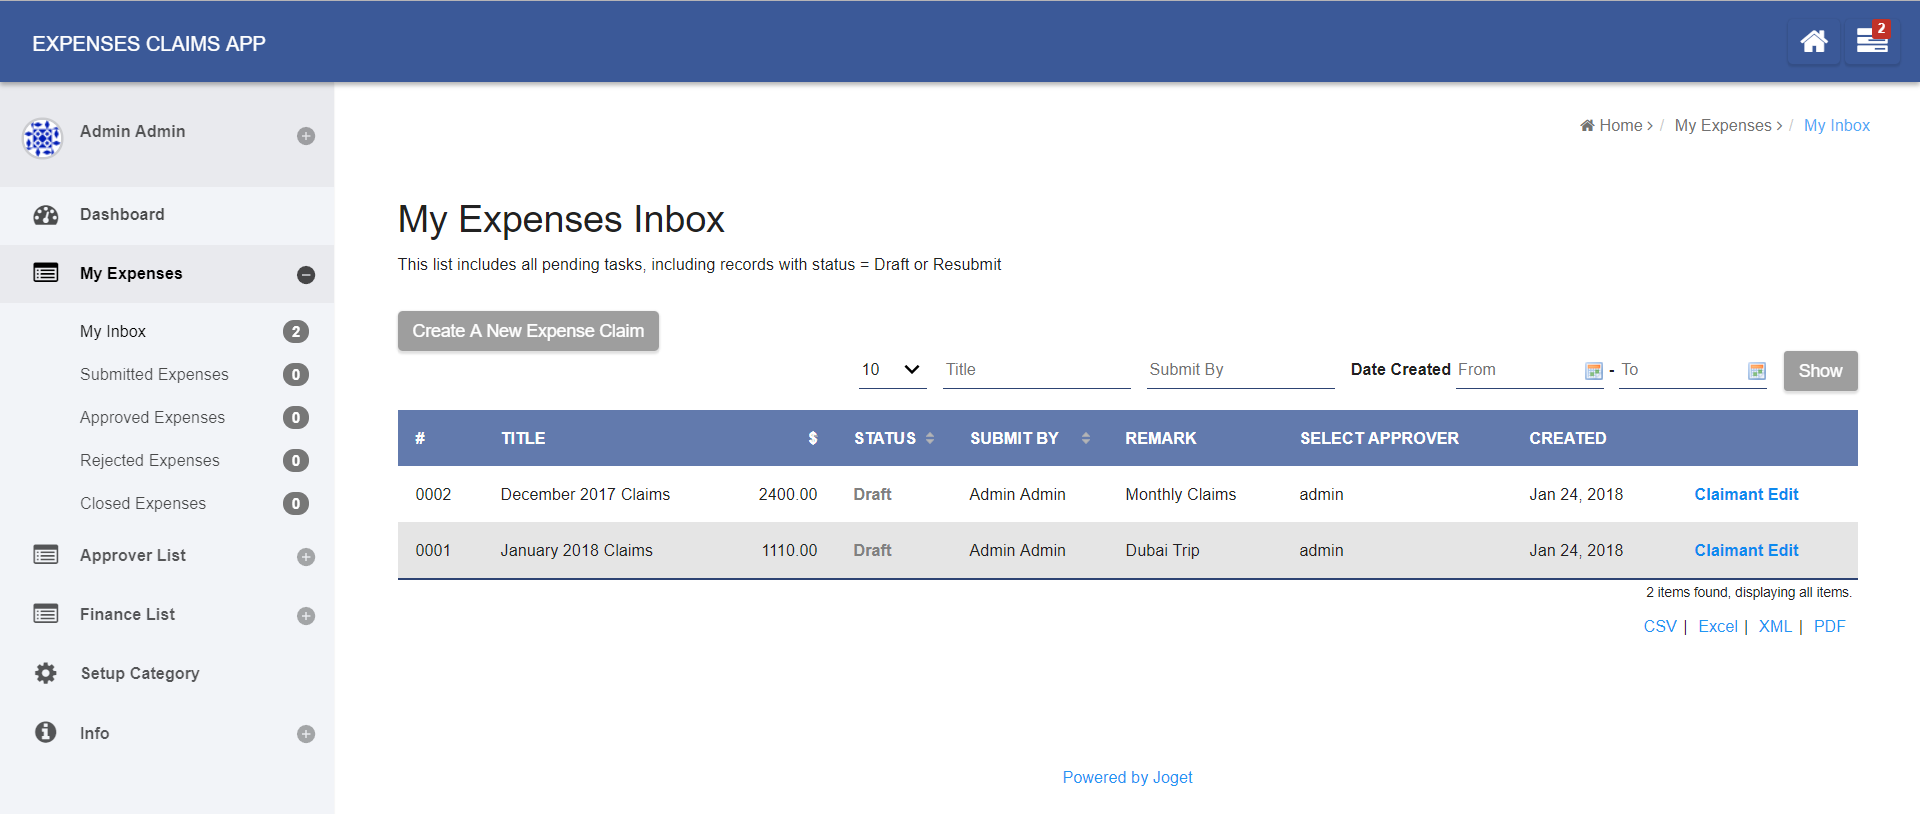 EXPENSES CLAIMS APP
2
Admin Admin
Dashboard
My Expenses
My Inbox 2
Submitted Expenses 0
Approved Expenses 0
Rejected Expenses 0
Closed Expenses 0
Approver List
Finance List
Setup Category
Info
Home > / My Expenses > / My Inbox
My Expenses Inbox
This list includes all pending tasks, including records with status = Draft or Resubmit
Create A New Expense Claim
10 Title Submit By Date Created From - To Show
# TITLE $ STATUS SUBMIT BY REMARK SELECT APPROVER CREATED
0002 December 2017 Claims 2400.00 Draft Admin Admin Monthly Claims admin Jan 24, 2018 Claimant Edit
0001 January 2018 Claims 1110.00 Draft Admin Admin Dubai Trip admin Jan 24, 2018 Claimant Edit
2 items found, displaying all items.
CSV | Excel | XML | PDF
Powered by Joget